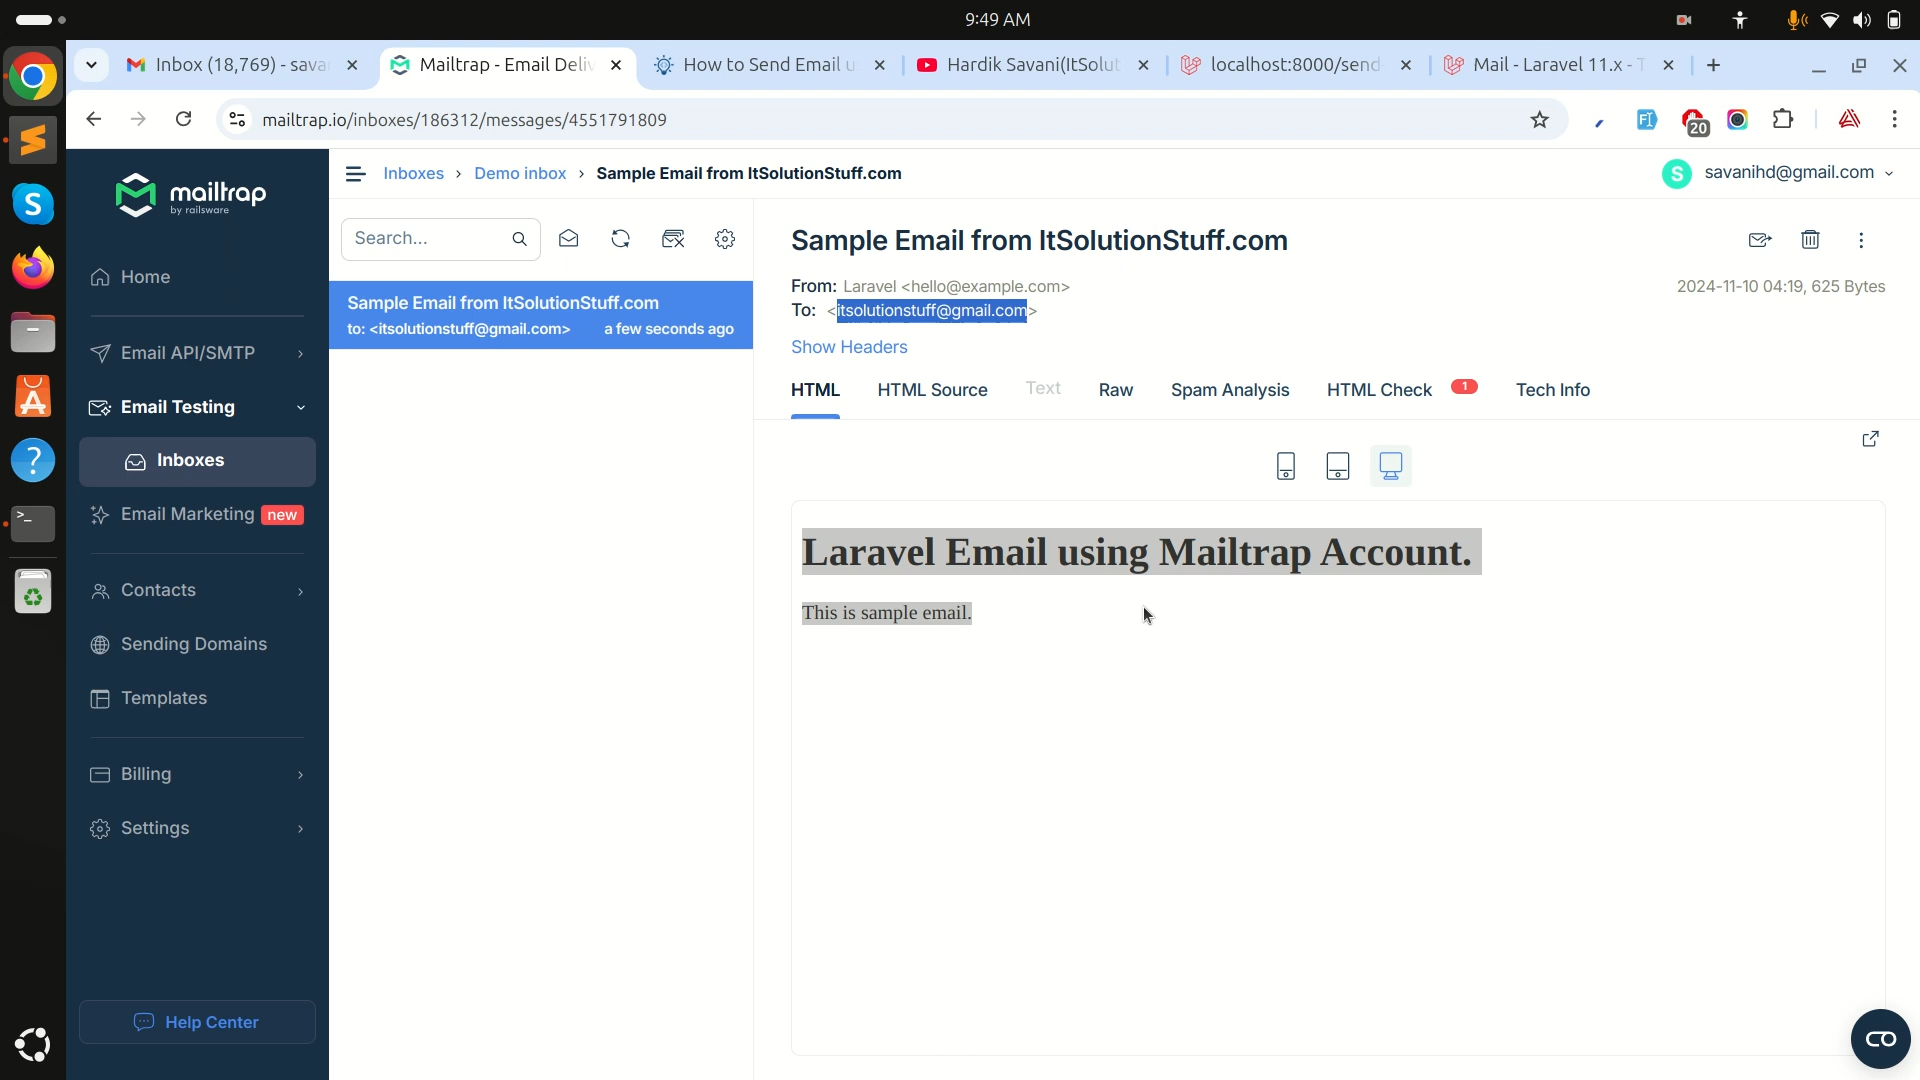 9:49 AM
Inbox (18,769) - sava
Mailtrap - Email Deliv
How to Send Email u
Hardik Savani(ItSolut
localhost:8000/send
Mail - Laravel 11.x - T
mailtrap.io/inboxes/186312/messages/4551791809
20
mailtrap
by railsware
Home
Email API/SMTP
Email Testing
Inboxes
Email Marketing new
Contacts
Sending Domains
Templates
Billing
Settings
Help Center
Inboxes › Demo inbox › Sample Email from ItSolutionStuff.com
S savanihd@gmail.com
Search...
Sample Email from ItSolutionStuff.com
to: <itsolutionstuff@gmail.com> a few seconds ago
Sample Email from ItSolutionStuff.com
From: Laravel <hello@example.com>
2024-11-10 04:19, 625 Bytes
To: <itsolutionstuff@gmail.com>
Show Headers
HTML HTML Source Text Raw Spam Analysis HTML Check 1 Tech Info
Laravel Email using Mailtrap Account.
This is sample email.